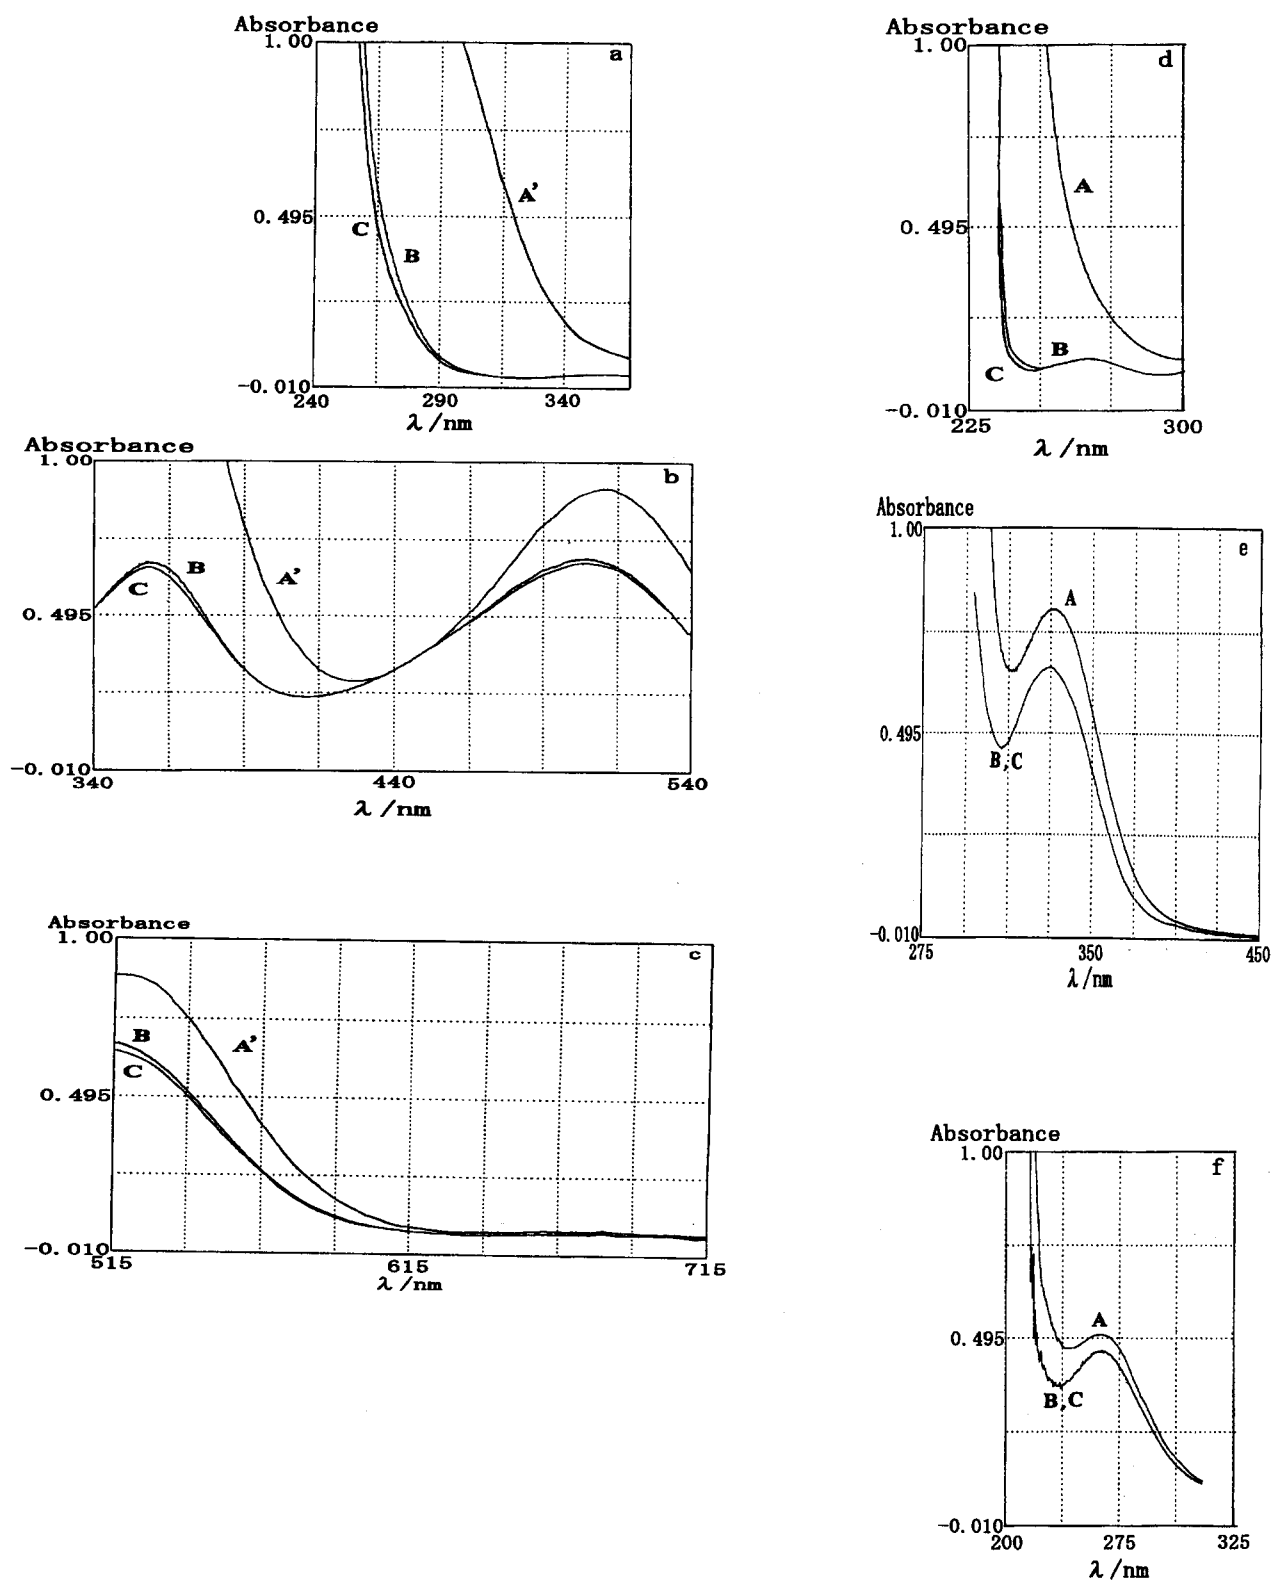 Absorbance
1.00
a
A'
0.495
C
B
-0.010
240 290 340
λ /nm
Absorbance
1.00
b
B
A'
C
0.495
-0.010
340 440 540
λ /nm
Absorbance
1.00
c
B
A'
C
0.495
-0.010
515 615 715
λ /nm
Absorbance
1.00
d
A
0.495
B
C
-0.010
225 300
λ /nm
Absorbance
1.00
e
A
0.495
B,C
-0.010
275 350 450
λ/nm
Absorbance
1.00
f
A
0.495
B,C
-0.010
200 275 325
λ /nm